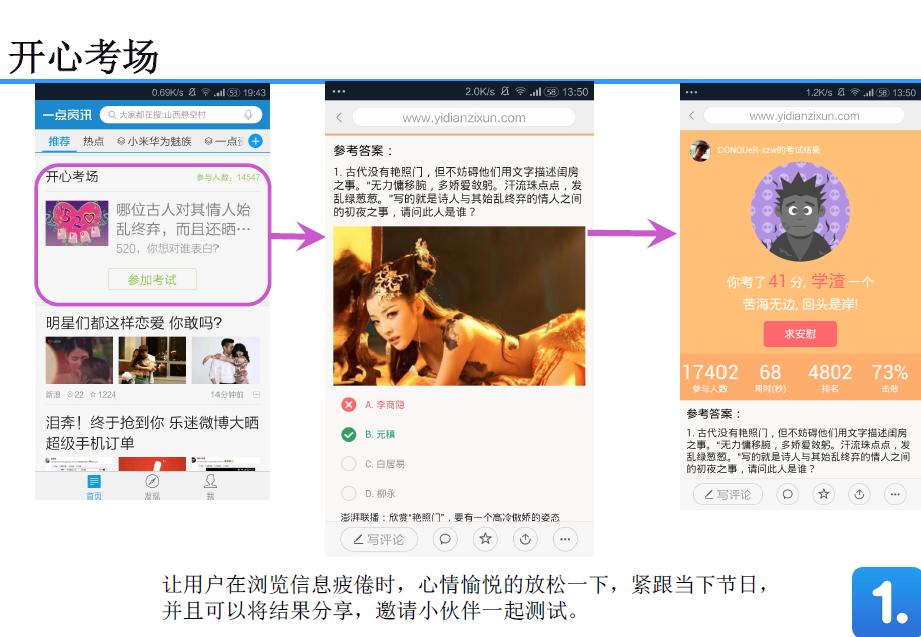 开心考场
0.69K/s 53 19:43
一点资讯 大家都在搜:山西悬空村
推荐 热点 小米华为魅族 一点
开心考场 参与人数：14547
哪位古人对其情人始
乱终弃，而且还晒…
520，你想对谁表白?
参加考试
明星们都这样恋爱 你敢吗?
新浪 22 1224 14分钟前
泪奔！终于抢到你 乐迷微博大晒
超级手机订单
首页 发现 我
2.0K/s 58 13:50
www.yidianzixun.com
参考答案：
1. 古代没有艳照门，但不妨碍他们用文字描述闺房
之事。"无力慵移腕，多娇爱敛躬。汗流珠点点，发
乱绿葱葱。"写的就是诗人与其始乱终弃的情人之间
的初夜之事，请问此人是谁？
A. 李商隐
B. 元稹
C. 白居易
D. 柳永
澎湃联播：欣赏"艳照门"，要有一个高冷傲娇的姿态
写评论
1.2K/s 58 13:50
www.yidianzixun.com
CONQUeR-xzw的考试结果
你考了 41 分, 学渣 一个
苦海无边, 回头是岸!
求安慰
17402 68 4802 73%
参与人数 用时(秒) 排名 击败
参考答案：
1. 古代没有艳照门，但不妨碍他们用文字描述闺房
之事。"无力慵移腕，多娇爱敛躬。汗流珠点点，发
乱绿葱葱。"写的就是诗人与其始乱终弃的情人之间
的初夜之事，请问此人是谁？
写评论
让用户在浏览信息疲倦时，心情愉悦的放松一下，紧跟当下节日，
并且可以将结果分享，邀请小伙伴一起测试。
1.